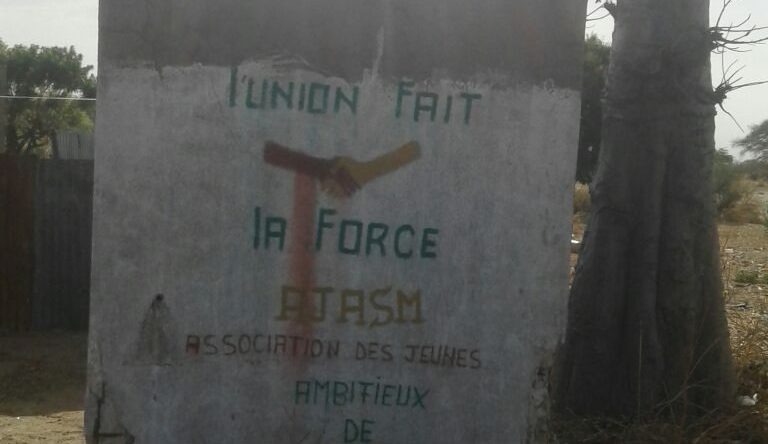 l'UNION FAIT
la FORCE
AJASM
ASSOCIATION DES JEUNES
AMBITIEUX
DE